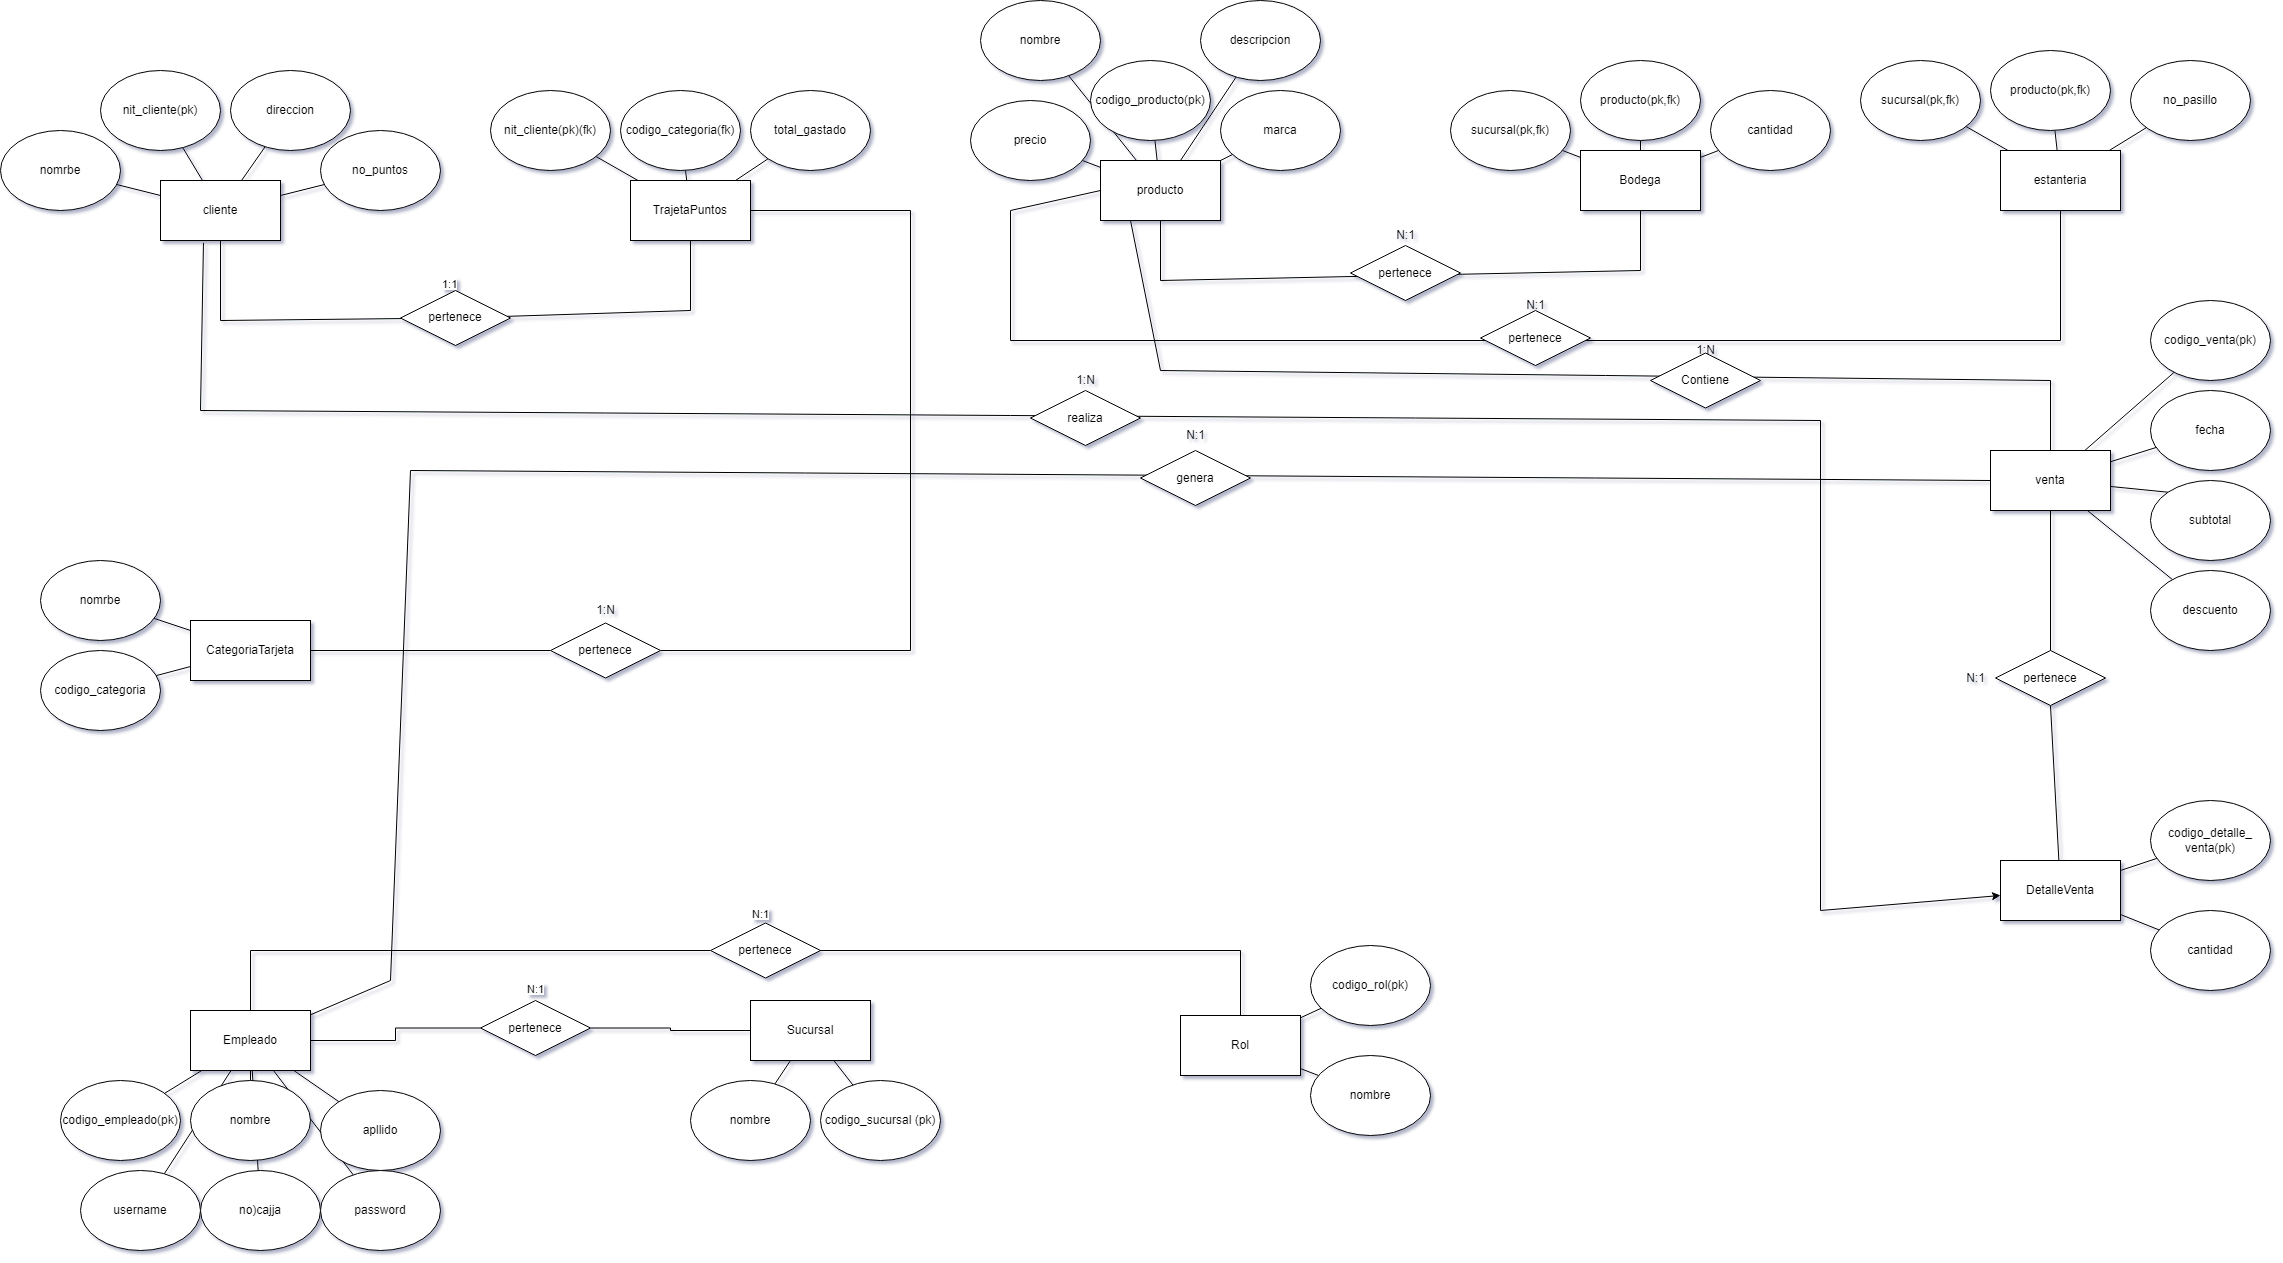 nombre
descripcion
nit_cliente(pk)
direccion
nomrbe
no_puntos
cliente
nit_cliente(pk)(fk)
codigo_categoria(fk)
total_gastado
TrajetaPuntos
codigo_producto(pk)
precio
marca
producto
sucursal(pk,fk)
producto(pk,fk)
cantidad
Bodega
sucursal(pk,fk)
producto(pk,fk)
no_pasillo
estanteria
N:1
pertenece
1:1
pertenece
N:1
pertenece
1:N
Contiene
1:N
realiza
N:1
genera
codigo_venta(pk)
fecha
venta
subtotal
descuento
nomrbe
CategoriaTarjeta
codigo_categoria
1:N
pertenece
N:1
pertenece
codigo_detalle_
venta(pk)
DetalleVenta
cantidad
N:1
pertenece
N:1
pertenece
Empleado
Sucursal
codigo_rol(pk)
Rol
nombre
codigo_empleado(pk)
nombre
apllido
nombre
codigo_sucursal (pk)
username
no)cajja
password